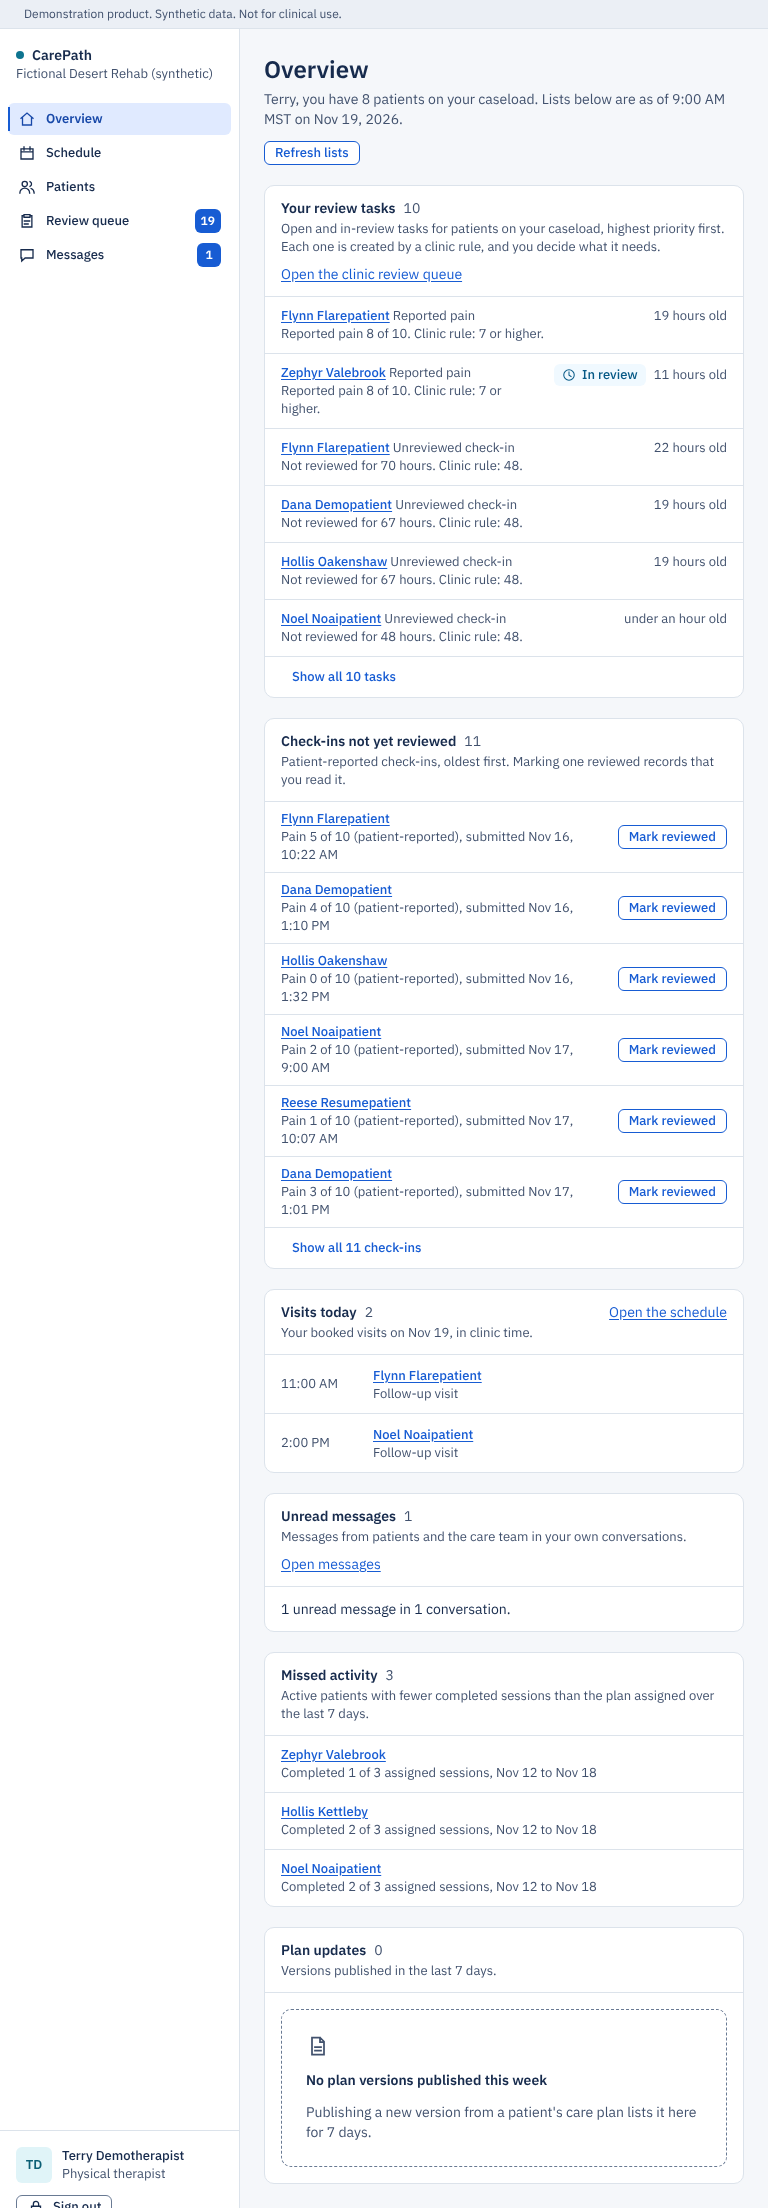 Demonstration product. Synthetic data. Not for clinical use.
CarePath
Fictional Desert Rehab (synthetic)
Overview
Schedule
Patients
Review queue 19
Messages 1
Overview
Terry, you have 8 patients on your caseload. Lists below are as of 9:00 AM
MST on Nov 19, 2026.
Refresh lists
Your review tasks 10
Open and in-review tasks for patients on your caseload, highest priority first.
Each one is created by a clinic rule, and you decide what it needs.
Open the clinic review queue
Flynn Flarepatient Reported pain 19 hours old
Reported pain 8 of 10. Clinic rule: 7 or higher.
Zephyr Valebrook Reported pain In review 11 hours old
Reported pain 8 of 10. Clinic rule: 7 or
higher.
Flynn Flarepatient Unreviewed check-in 22 hours old
Not reviewed for 70 hours. Clinic rule: 48.
Dana Demopatient Unreviewed check-in 19 hours old
Not reviewed for 67 hours. Clinic rule: 48.
Hollis Oakenshaw Unreviewed check-in 19 hours old
Not reviewed for 67 hours. Clinic rule: 48.
Noel Noaipatient Unreviewed check-in under an hour old
Not reviewed for 48 hours. Clinic rule: 48.
Show all 10 tasks
Check-ins not yet reviewed 11
Patient-reported check-ins, oldest first. Marking one reviewed records that
you read it.
Flynn Flarepatient
Pain 5 of 10 (patient-reported), submitted Nov 16,
10:22 AM
Mark reviewed
Dana Demopatient
Pain 4 of 10 (patient-reported), submitted Nov 16,
1:10 PM
Mark reviewed
Hollis Oakenshaw
Pain 0 of 10 (patient-reported), submitted Nov 16,
1:32 PM
Mark reviewed
Noel Noaipatient
Pain 2 of 10 (patient-reported), submitted Nov 17,
9:00 AM
Mark reviewed
Reese Resumepatient
Pain 1 of 10 (patient-reported), submitted Nov 17,
10:07 AM
Mark reviewed
Dana Demopatient
Pain 3 of 10 (patient-reported), submitted Nov 17,
1:01 PM
Mark reviewed
Show all 11 check-ins
Visits today 2 Open the schedule
Your booked visits on Nov 19, in clinic time.
11:00 AM
Flynn Flarepatient
Follow-up visit
2:00 PM
Noel Noaipatient
Follow-up visit
Unread messages 1
Messages from patients and the care team in your own conversations.
Open messages
1 unread message in 1 conversation.
Missed activity 3
Active patients with fewer completed sessions than the plan assigned over
the last 7 days.
Zephyr Valebrook
Completed 1 of 3 assigned sessions, Nov 12 to Nov 18
Hollis Kettleby
Completed 2 of 3 assigned sessions, Nov 12 to Nov 18
Noel Noaipatient
Completed 2 of 3 assigned sessions, Nov 12 to Nov 18
Plan updates 0
Versions published in the last 7 days.
No plan versions published this week
Publishing a new version from a patient's care plan lists it here
for 7 days.
TD
Terry Demotherapist
Physical therapist
Sign out